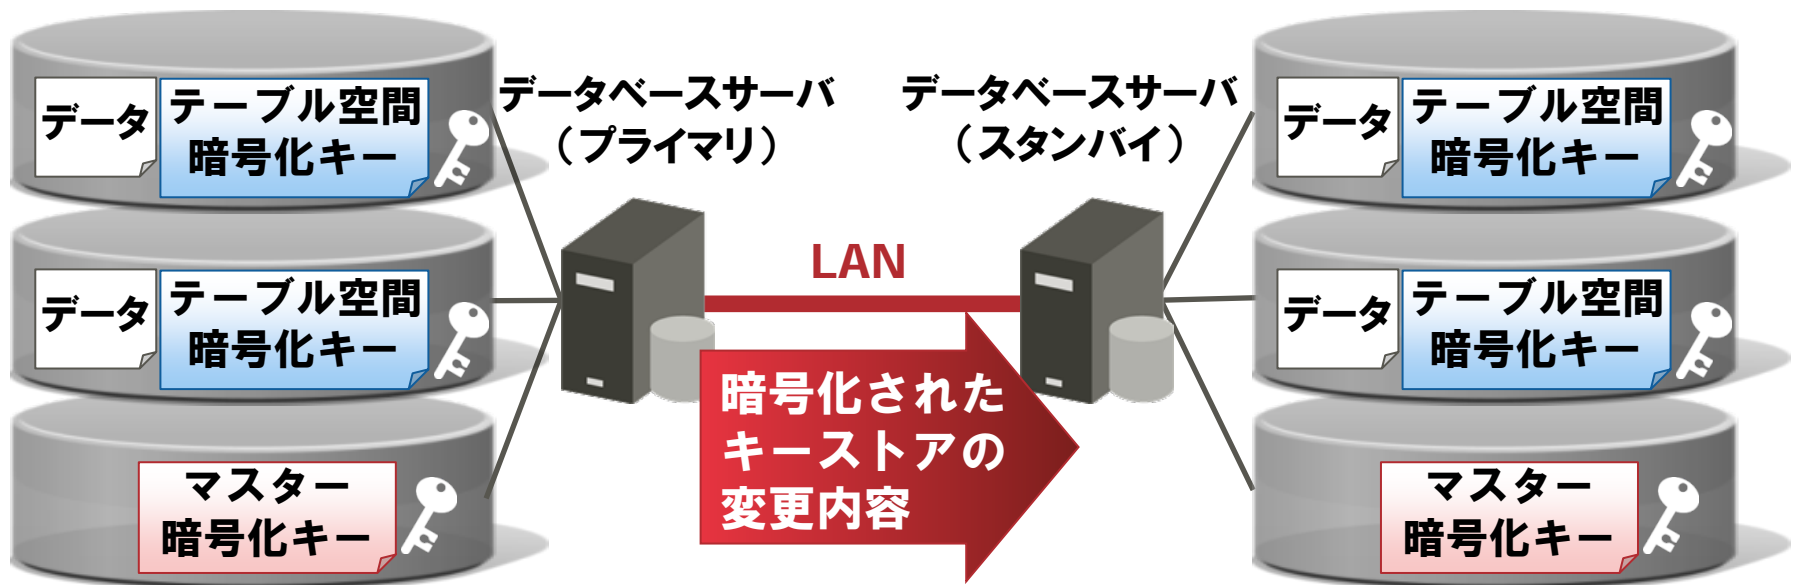 データ
テーブル空間
暗号化キー
データ
テーブル空間
暗号化キー
マスター
暗号化キー
データベースサーバ
（プライマリ）
データベースサーバ
（スタンバイ）
LAN
暗号化された
キーストアの
変更内容
データ
テーブル空間
暗号化キー
データ
テーブル空間
暗号化キー
マスター
暗号化キー